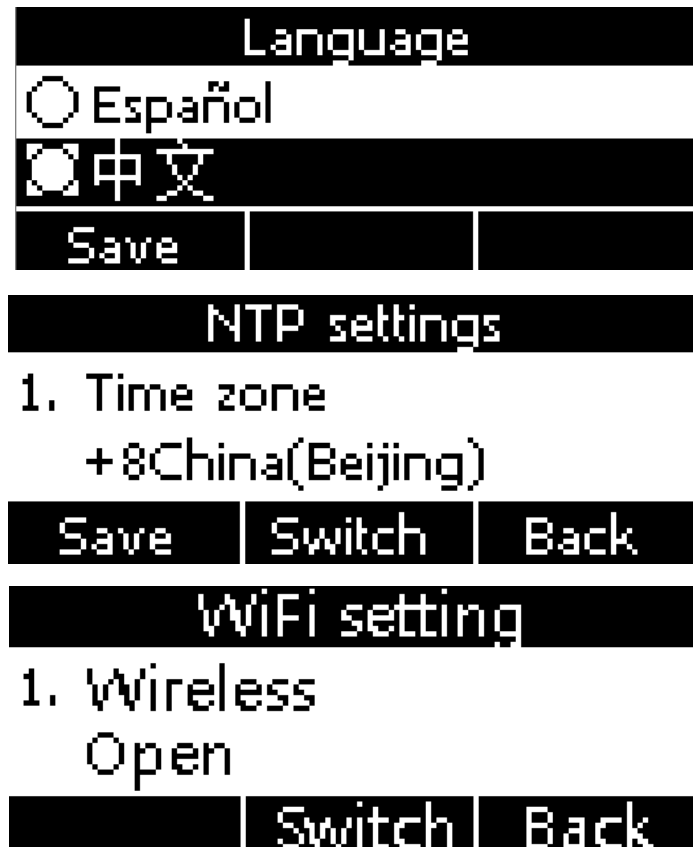 Language
Español
中文
Save
NTP settings
1. Time zone
+8China(Beijing)
Save Switch Back
WiFi setting
1. Wireless
Open
Switch Back